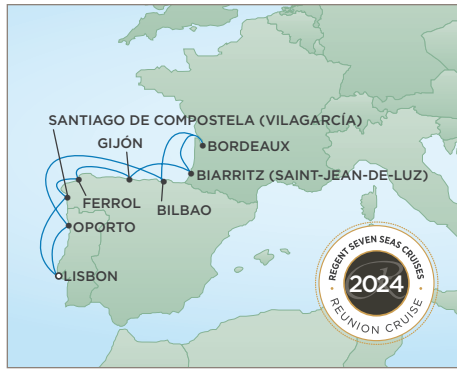 SANTIAGO DE COMPOSTELA (VILAGARCÍA)
GIJÓN
BORDEAUX
BIARRITZ (SAINT-JEAN-DE-LUZ)
FERROL
BILBAO
OPORTO
LISBON
REGENT SEVEN SEAS CRUISES
2024
REUNION CRUISE